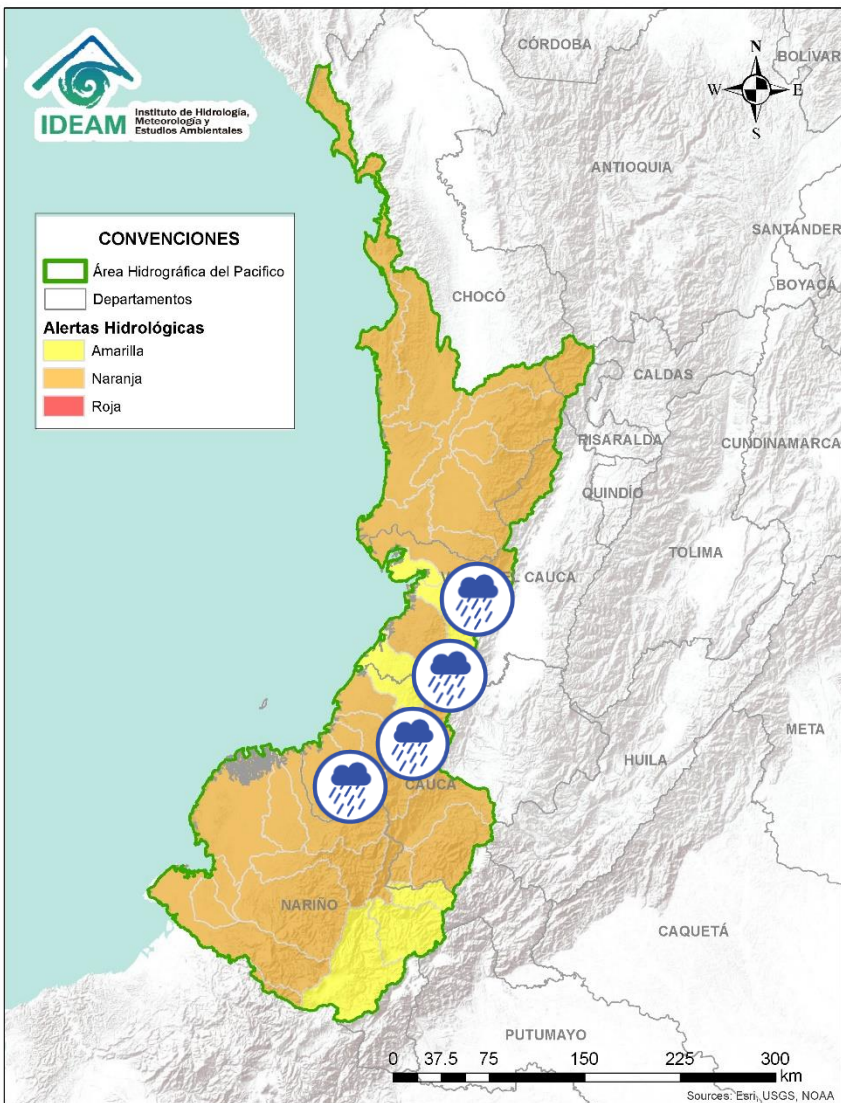 IDEAM
Instituto de Hidrología,
Meteorología y
Estudios Ambientales
CÓRDOBA
BOLÍVAR
N
W
E
S
ANTIOQUIA
SANTANDER
BOYACÁ
CONVENCIONES
Área Hidrográfica del Pacifico
Departamentos
Alertas Hidrológicas
Amarilla
Naranja
Roja
CHOCÓ
CALDAS
RISARALDA
CUNDINAMARCA
QUINDÍO
TOLIMA
EL CAUCA
META
HUILA
CAUCA
NARIÑO
CAQUETÁ
PUTUMAYO
0 37.5 75 150 225 300
km
Sources: Esri, USGS, NOAA